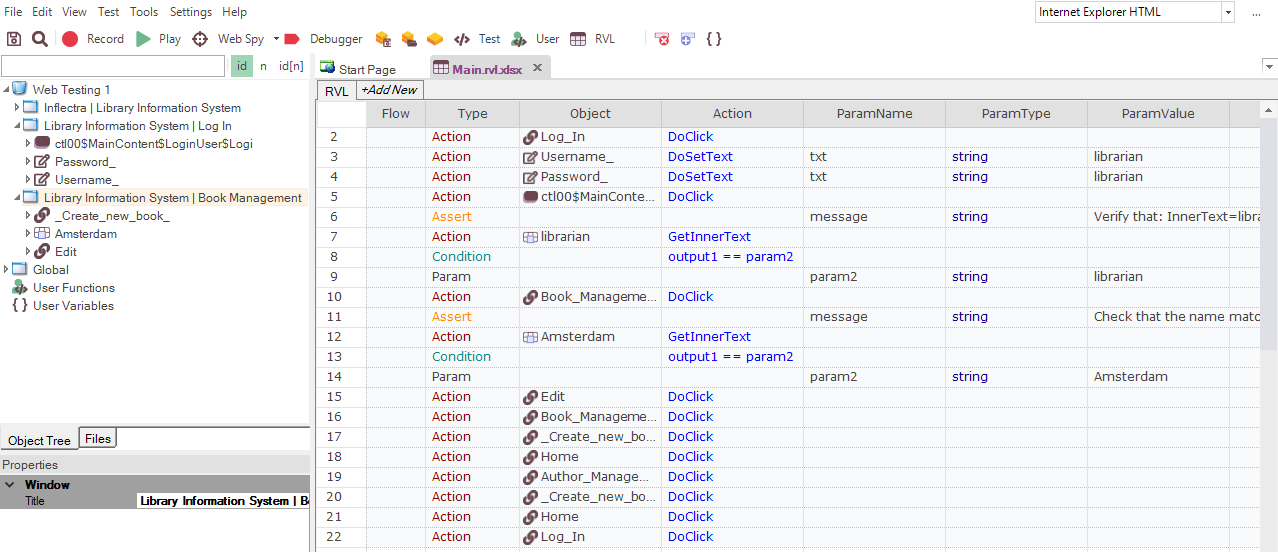 File Edit View Test Tools Settings Help Internet Explorer HTML ...
Record Play Web Spy Debugger Test User RVL { }
id n id[n] Start Page Main.rvl.xlsx
RVL +Add New
Web Testing 1
Inflectra | Library Information System
Library Information System | Log In
ctl00$MainContent$LoginUser$Logi
Password_
Username_
Library Information System | Book Management
_Create_new_book_
Amsterdam
Edit
Global
User Functions
{ } User Variables
Object Tree Files
Properties
Window
Title Library Information System | B
Flow Type Object Action ParamName ParamType ParamValue
2 Action Log_In DoClick
3 Action Username_ DoSetText txt string librarian
4 Action Password_ DoSetText txt string librarian
5 Action ctl00$MainConte... DoClick
6 Assert message string Verify that: InnerText=libra
7 Action librarian GetInnerText
8 Condition output1 == param2
9 Param param2 string librarian
10 Action Book_Manageme... DoClick
11 Assert message string Check that the name matc
12 Action Amsterdam GetInnerText
13 Condition output1 == param2
14 Param param2 string Amsterdam
15 Action Edit DoClick
16 Action Book_Manageme... DoClick
17 Action _Create_new_bo... DoClick
18 Action Home DoClick
19 Action Author_Manage... DoClick
20 Action _Create_new_bo... DoClick
21 Action Home DoClick
22 Action Log_In DoClick